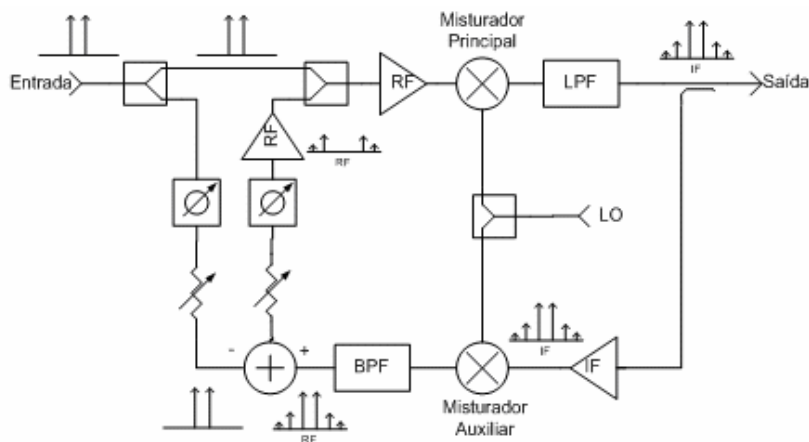 Misturador
Principal
IF
Entrada
RF
LPF
Saída
RF
RF
LO
IF
-
+
BPF
IF
RF
Misturador
Auxiliar